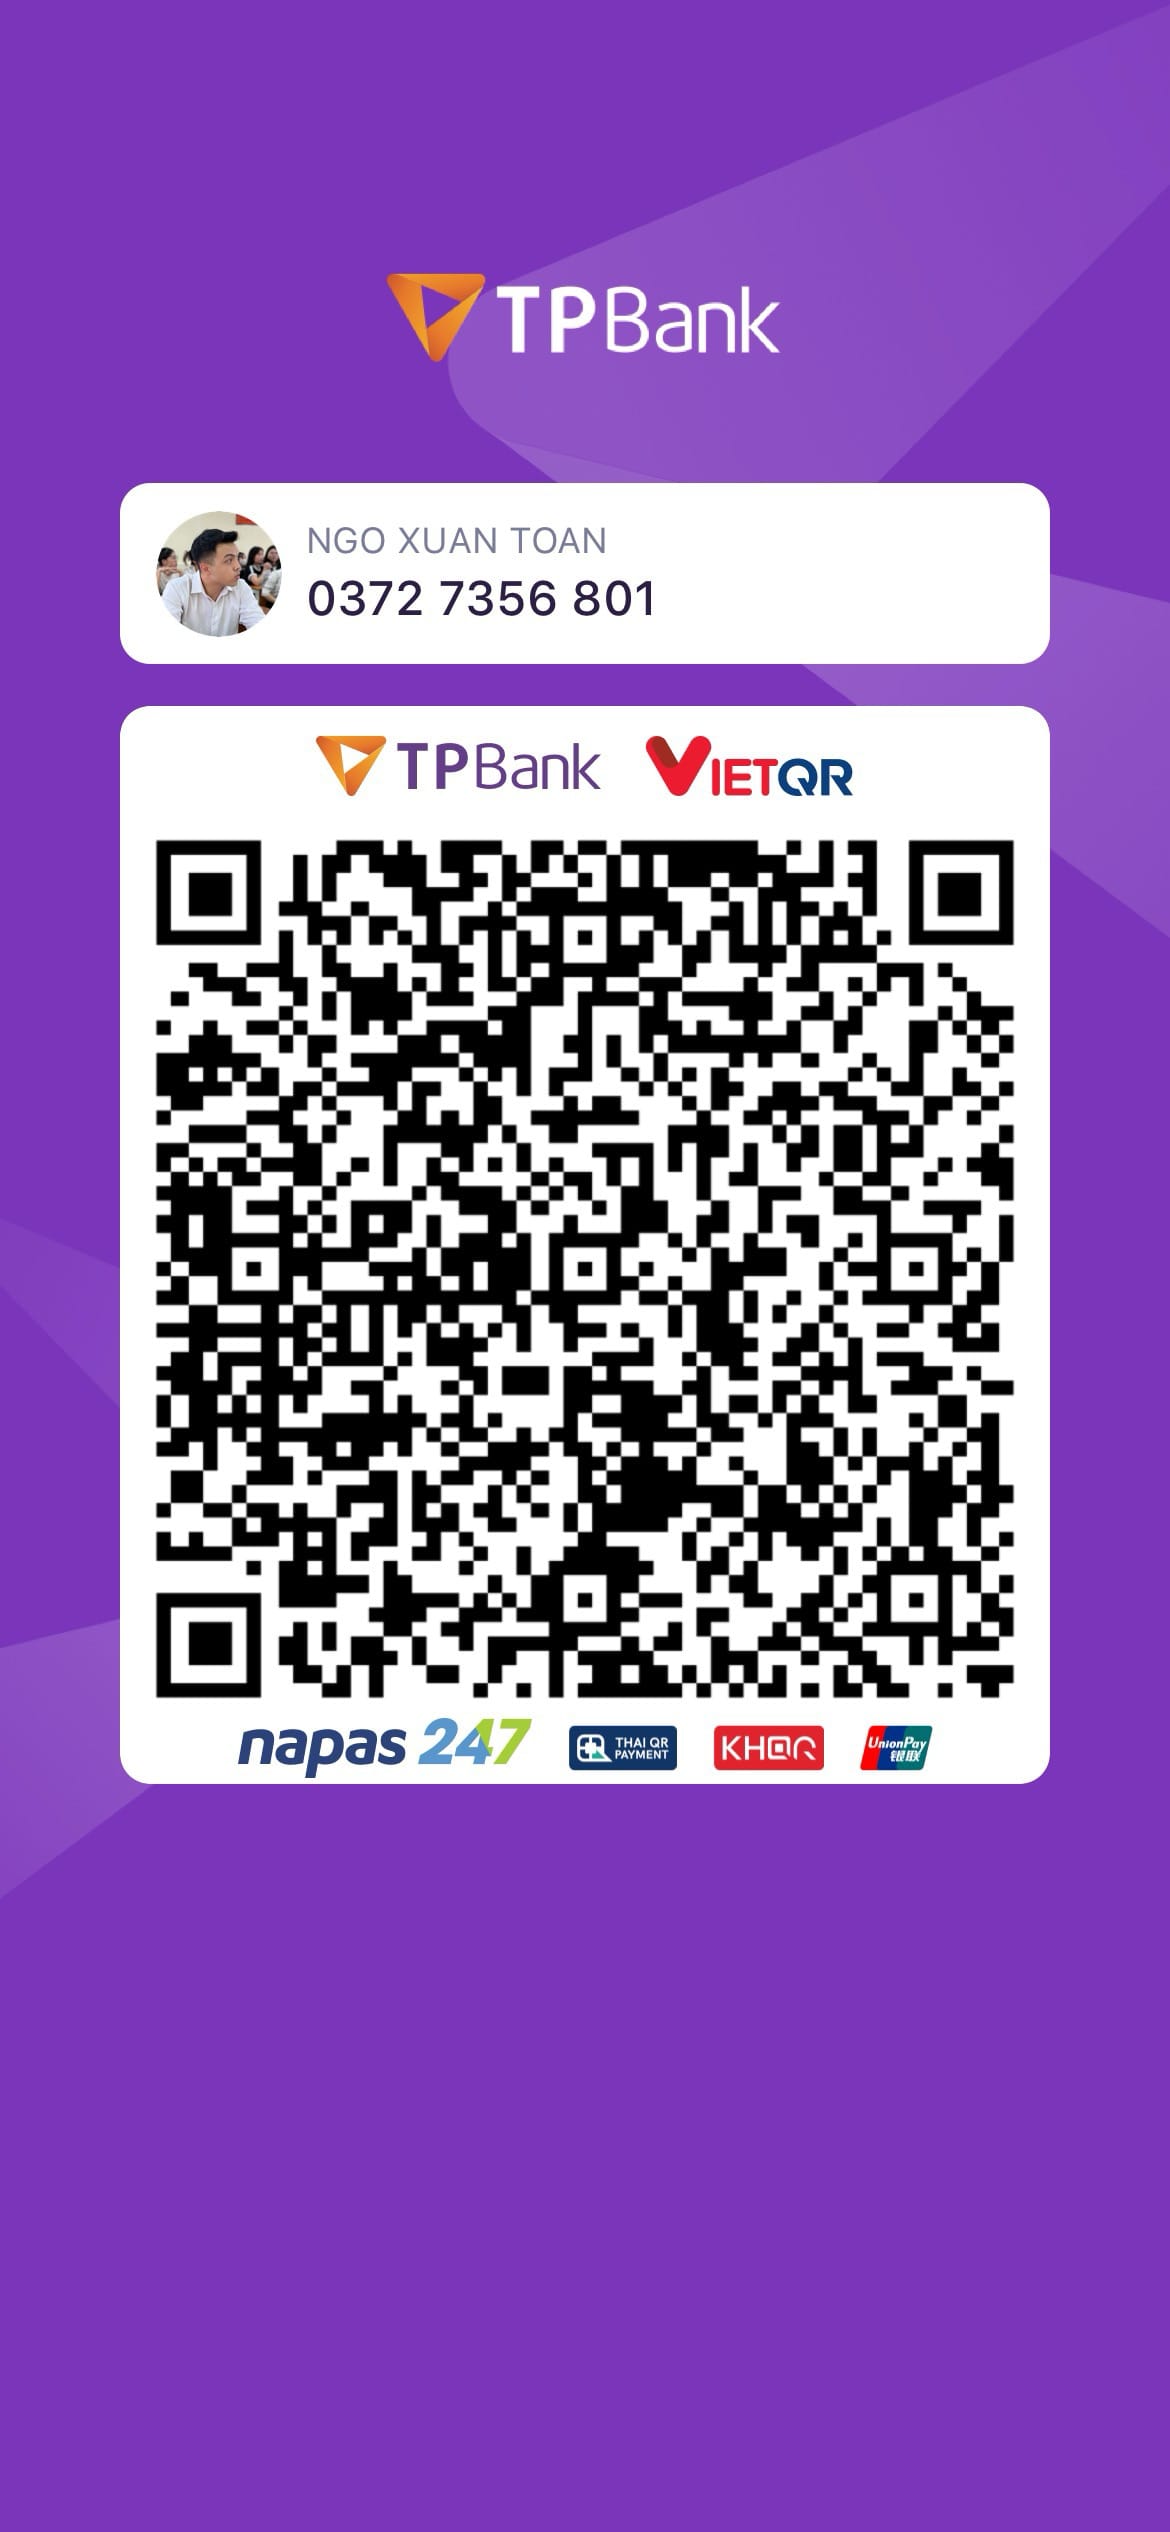 TPBank
NGO XUAN TOAN
0372 7356 801
TPBank VIETQR
napas 247 THAI QR PAYMENT KHQR UnionPay 银联